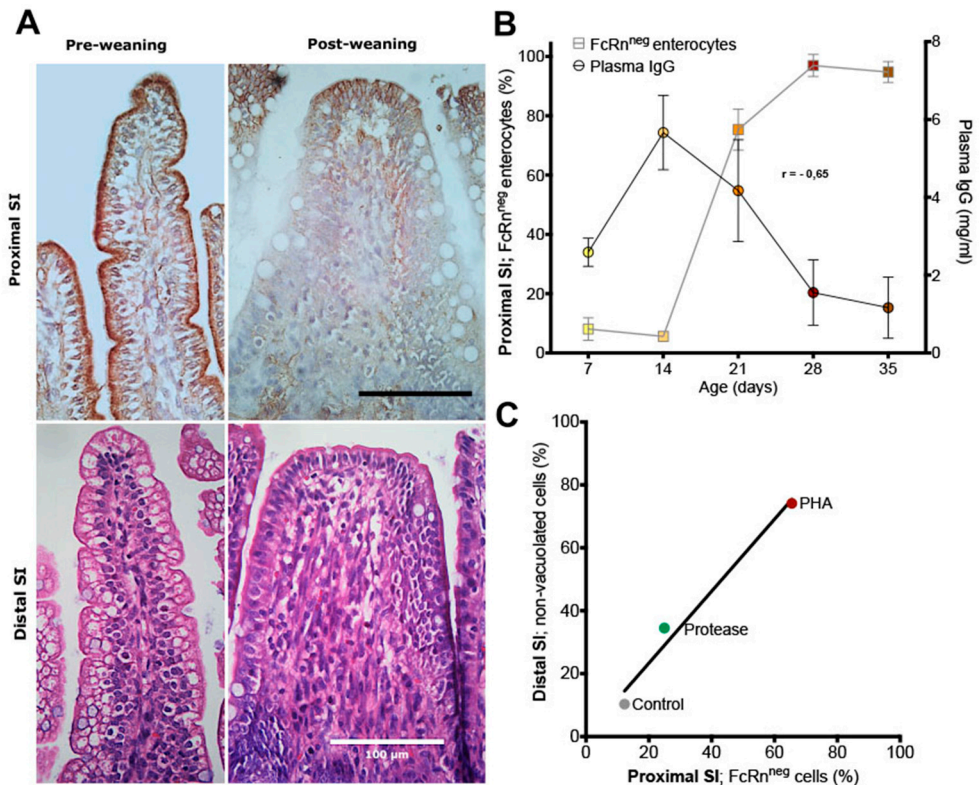 A
Pre-weaning
Post-weaning
Proximal SI
Distal SI
100 µm
B
FcRnneg enterocytes
Plasma IgG
Proximal SI; FcRnneg enterocytes (%)
100
80
60
40
20
0
r = - 0,65
8
6
4
2
0
Plasma IgG (mg/ml)
7 14 21 28 35
Age (days)
C
Distal SI; non-vacuolated cells (%)
100
80
60
40
20
0
PHA
Protease
Control
0 20 40 60 80 100
Proximal SI; FcRnneg cells (%)